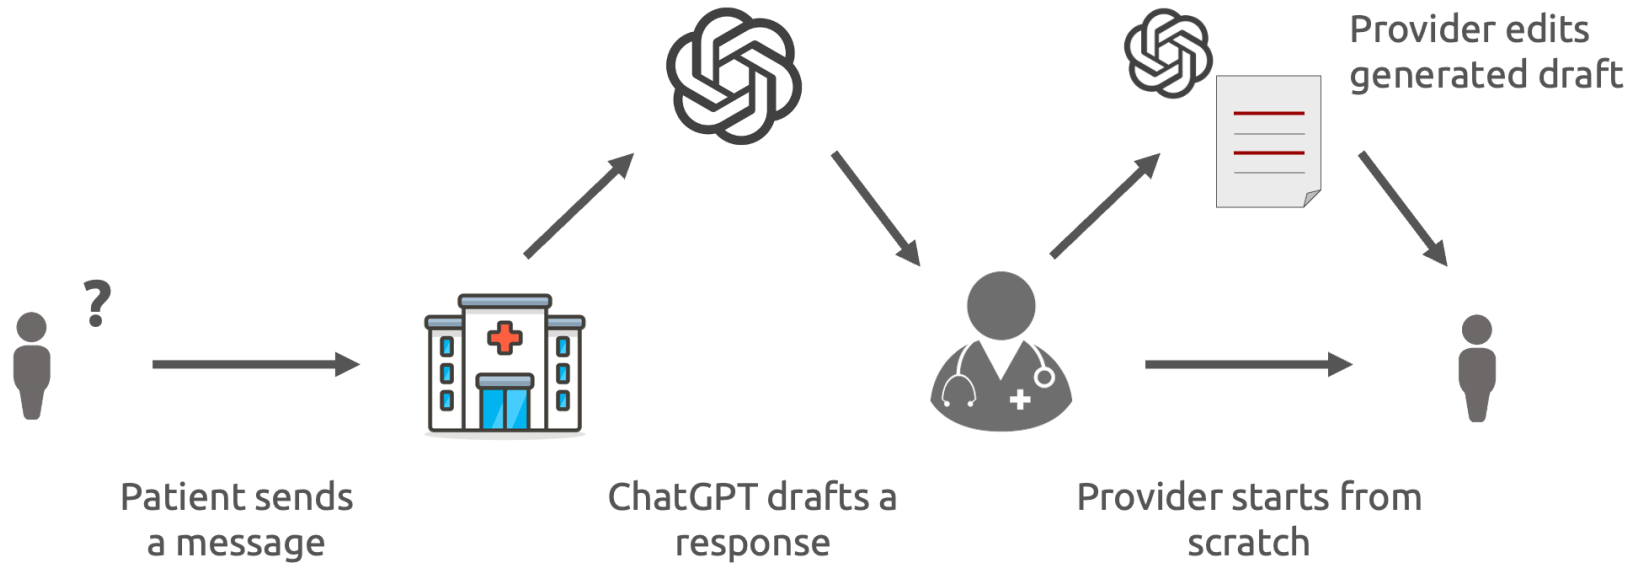 Provider edits
generated draft
?
Patient sends
a message
ChatGPT drafts a
response
Provider starts from
scratch